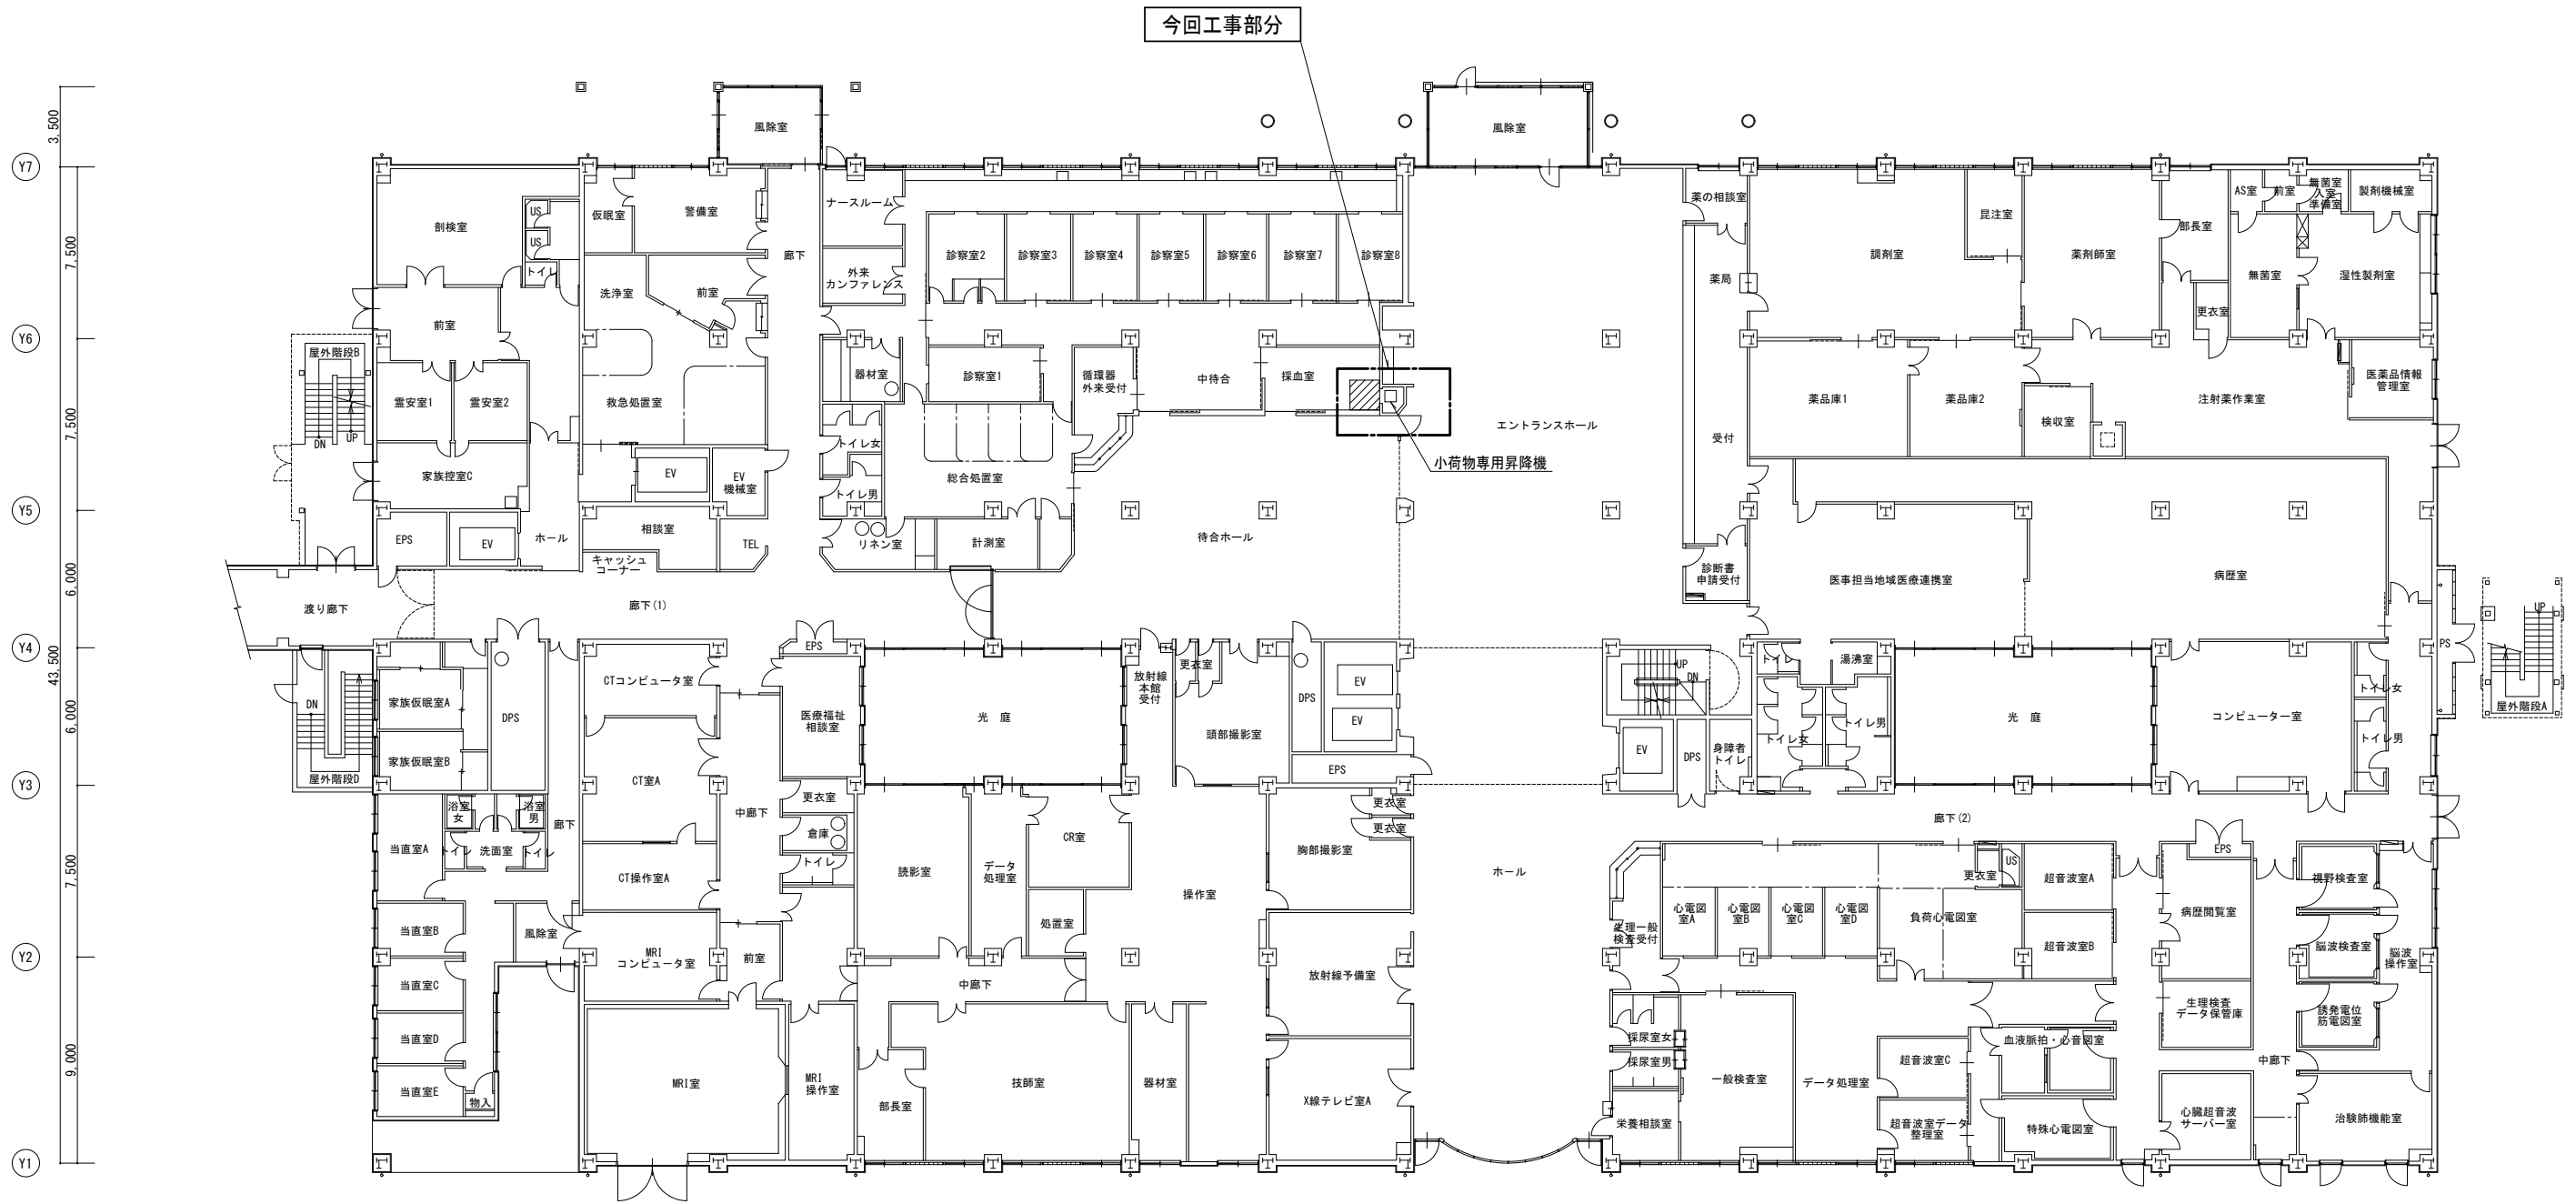 今回工事部分
3,500
Y7
7,500
Y6
7,500
Y5
6,000
Y4
43,500
6,000
Y3
7,500
Y2
9,000
Y1
風除室
風除室
剖検室
US
US
トイレ
仮眠室
警備室
廊下
ナースルーム
外来
カンファレンス
診察室2
診察室3
診察室4
診察室5
診察室6
診察室7
診察室8
薬の相談室
薬局
調剤室
昆注室
薬剤師室
部長室
AS室
前室
無菌室
入室
準備室
製剤機械室
無菌室
湿性製剤室
更衣室
洗浄室
前室
前室
屋外階段B
DN
UP
霊安室1
霊安室2
救急処置室
器材室
診察室1
循環器
外来受付
中待合
採血室
エントランスホール
受付
薬品庫1
薬品庫2
検収室
注射薬作業室
医薬品情報
管理室
小荷物専用昇降機
家族控室C
EV
EV
機械室
トイレ女
トイレ男
総合処置室
EPS
EV
ホール
相談室
キャッシュ
コーナー
TEL
リネン室
計測室
待合ホール
診断書
申請受付
医事担当地域医療連携室
病歴室
渡り廊下
廊下(1)
UP
DN
屋外階段A
PS
DN
UP
屋外階段D
家族仮眠室A
家族仮眠室B
DPS
CTコンピュータ室
CT室A
EPS
医療福祉
相談室
光 庭
放射線
本館
受付
更衣室
頭部撮影室
DPS
EV
EV
EPS
UP
DN
EV
DPS
身障者
トイレ
トイレ
湯沸室
トイレ女
トイレ男
光 庭
コンピューター室
トイレ女
トイレ男
浴室
女
浴室
男
廊下
当直室A
トイレ
洗面室
トイレ
CT操作室A
中廊下
更衣室
倉庫
トイレ
読影室
データ
処理室
CR室
処置室
操作室
胸部撮影室
更衣室
更衣室
ホール
廊下(2)
生理一般
検査受付
心電図
室A
心電図
室B
心電図
室C
心電図
室D
負荷心電図室
更衣室
US
超音波室A
超音波室B
EPS
病歴閲覧室
視野検査室
脳波検査室
脳波
操作室
当直室B
風除室
当直室C
当直室D
当直室E
物入
MRI
コンピュータ室
前室
中廊下
放射線予備室
生理検査
データ保管庫
誘発電位
筋電図室
MRI室
MRI
操作室
部長室
技師室
器材室
X線テレビ室A
採尿室女
採尿室男
栄養相談室
一般検査室
データ処理室
超音波室C
超音波室データ
整理室
血液脈拍・心音図室
特殊心電図室
中廊下
心臓超音波
サーバー室
治験肺機能室